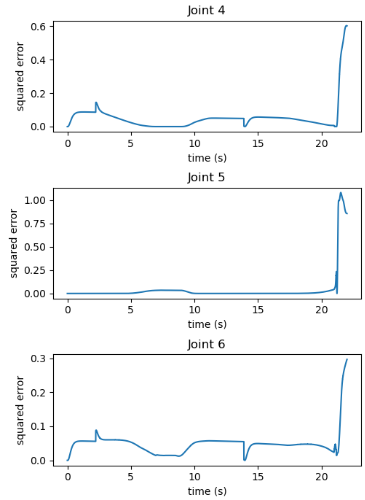 Joint 4
squared error
0.6
0.4
0.2
0.0
0 5 10 15 20
time (s)
Joint 5
squared error
1.00
0.75
0.50
0.25
0.00
0 5 10 15 20
time (s)
Joint 6
squared error
0.3
0.2
0.1
0.0
0 5 10 15 20
time (s)